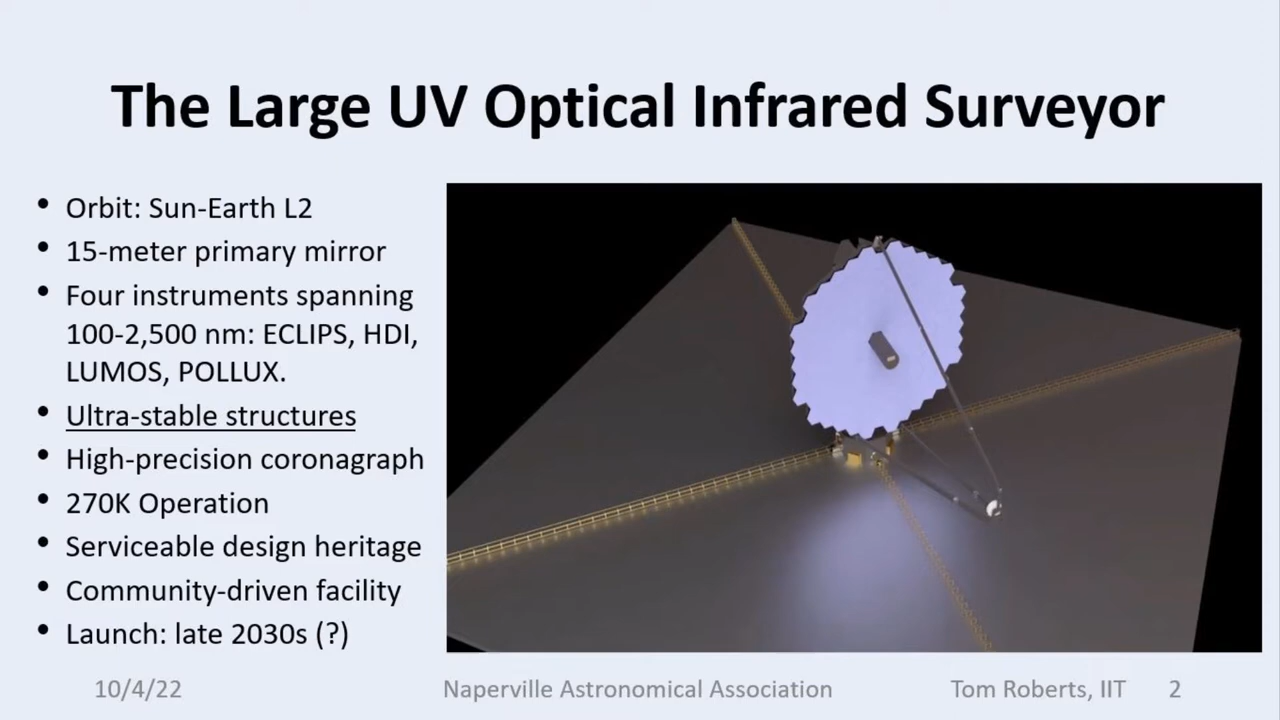 The Large UV Optical Infrared Surveyor
• Orbit: Sun-Earth L2
• 15-meter primary mirror
• Four instruments spanning
100-2,500 nm: ECLIPS, HDI,
LUMOS, POLLUX.
• Ultra-stable structures
• High-precision coronagraph
• 270K Operation
• Serviceable design heritage
• Community-driven facility
• Launch: late 2030s (?)
10/4/22 Naperville Astronomical Association Tom Roberts, IIT 2